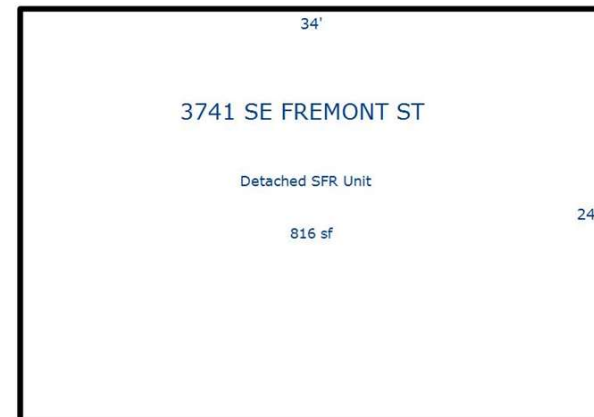 34'
3741 SE FREMONT ST
Detached SFR Unit
24
816 sf